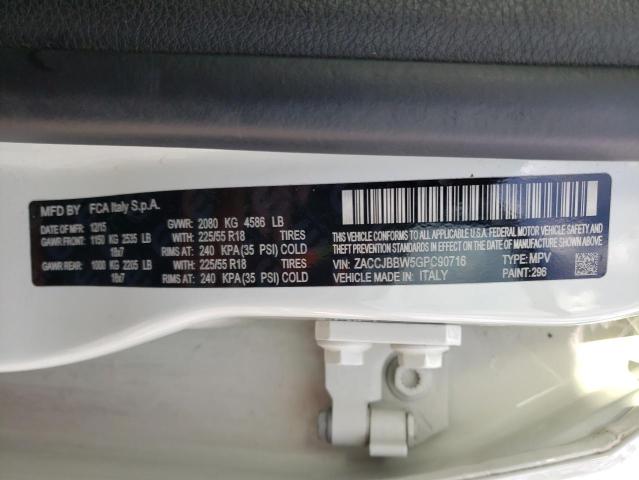 MFD BY FCA Italy S.p.A.
DATE OF MFR: 12/15 GVWR: 2080 KG 4586 LB
GAWR FRONT: 1150 KG 2535 LB WITH: 225/55 R18 TIRES
18x7 RIMS AT: 240 KPA(35 PSI) COLD
GAWR REAR: 1000 KG 2205 LB WITH: 225/55 R18 TIRES
18x7 RIMS AT: 240 KPA(35 PSI) COLD
THIS VEHICLE CONFORMS TO ALL APPLICABLE U.S.A. FEDERAL MOTOR VEHICLE SAFETY AND
BUMPER STANDARDS IN EFFECT ON THE DATE OF MANUFACTURE SHOWN ABOVE.
VIN: ZACCJBBW5GPC90716 TYPE: MPV
VEHICLE MADE IN: ITALY PAINT: 296